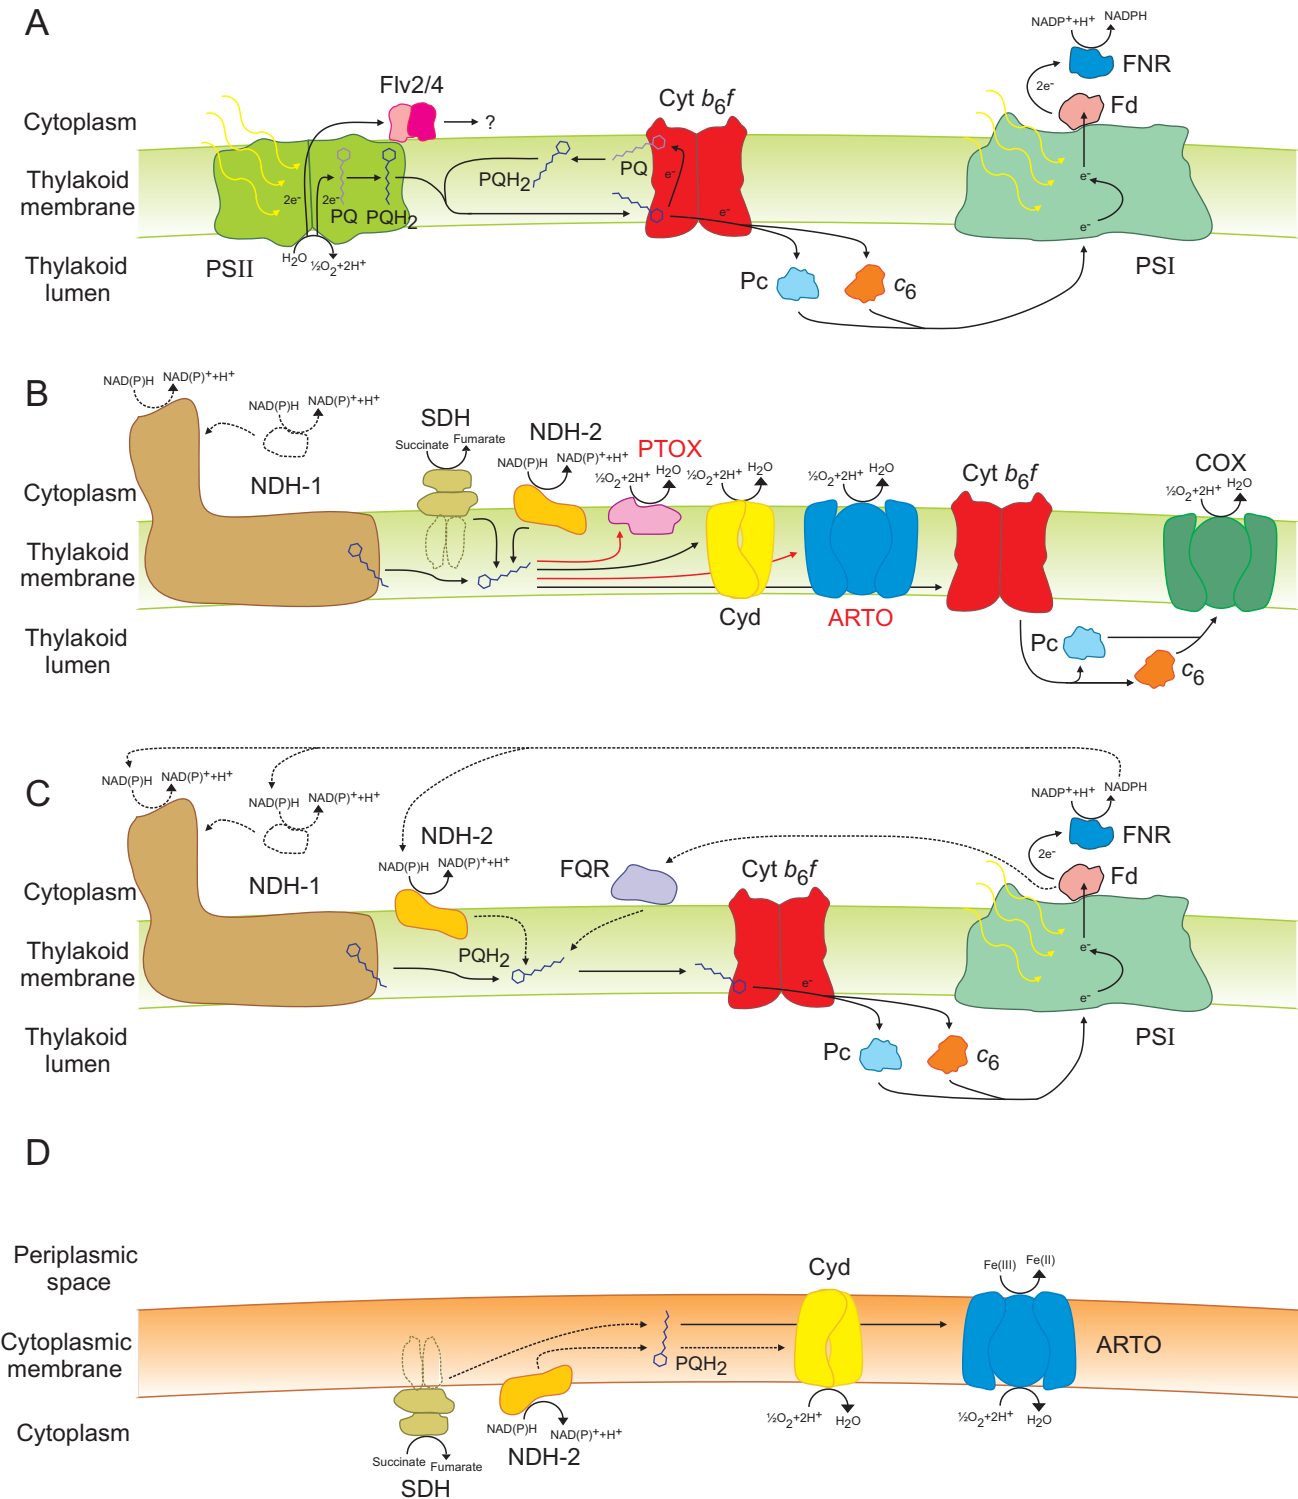 A
NADP⁺+H⁺ NADPH
FNR
2e⁻
Fd
Flv2/4
?
Cyt b₆f
Cytoplasm
Thylakoid
membrane
Thylakoid
lumen
2e⁻
2e⁻
PQ
PQH₂
PQH₂
PQ
e⁻
e⁻
e⁻
e⁻
PSII
H₂O
½O₂+2H⁺
Pc
c₆
PSI
B
NAD(P)H NAD(P)⁺+H⁺
NAD(P)H NAD(P)⁺+H⁺
NDH-1
SDH
Succinate Fumarate
NDH-2
NAD(P)H NAD(P)⁺+H⁺
PTOX
½O₂+2H⁺ H₂O
½O₂+2H⁺ H₂O
½O₂+2H⁺ H₂O
Cyt b₆f
COX
½O₂+2H⁺ H₂O
Cytoplasm
Thylakoid
membrane
Thylakoid
lumen
Cyd
ARTO
Pc
c₆
C
NAD(P)H NAD(P)⁺+H⁺
NAD(P)H NAD(P)⁺+H⁺
NDH-1
NDH-2
NAD(P)H NAD(P)⁺+H⁺
FQR
Cyt b₆f
NADP⁺+H⁺ NADPH
FNR
2e⁻
Fd
Cytoplasm
Thylakoid
membrane
Thylakoid
lumen
PQH₂
e⁻
e⁻
e⁻
Pc
c₆
PSI
D
Periplasmic
space
Cytoplasmic
membrane
Cytoplasm
Cyd
Fe(III) Fe(II)
ARTO
PQH₂
½O₂+2H⁺ H₂O
½O₂+2H⁺ H₂O
NAD(P)H NAD(P)⁺+H⁺
NDH-2
Succinate Fumarate
SDH